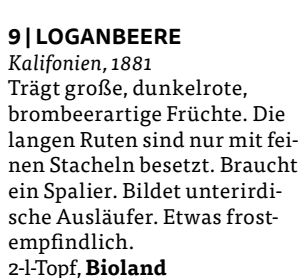 9 | LOGANBEERE
Kalifonien, 1881
Trägt große, dunkelrote,
brombeerartige Früchte. Die
langen Ruten sind nur mit fei-
nen Stacheln besetzt. Braucht
ein Spalier. Bildet unterirdi-
sche Ausläufer. Etwas frost-
empfindlich.
2-l-Topf, Bioland